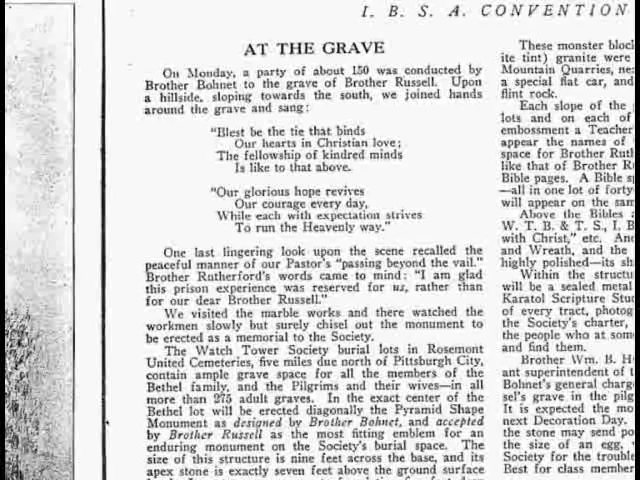 I. B. S. A. CONVENTION
AT THE GRAVE
On Monday, a party of about 150 was conducted by
Brother Bohnet to the grave of Brother Russell. Upon
a hillside, sloping towards the south, we joined hands
around the grave and sang:
"Blest be the tie that binds
Our hearts in Christian love;
The fellowship of kindred minds
Is like to that above.
"Our glorious hope revives
Our courage every day,
While each with expectation strives
To run the Heavenly way."
One last lingering look upon the scene recalled the
peaceful manner of our Pastor's "passing beyond the vail."
Brother Rutherford's words came to mind: "I am glad
this prison experience was reserved for us, rather than
for our dear Brother Russell."
We visited the marble works and there watched the
workmen slowly but surely chisel out the monument to
be erected as a memorial to the Society.
The Watch Tower Society burial lots in Rosemont
United Cemeteries, five miles due north of Pittsburgh City,
contain ample grave space for all the members of the
Bethel family, and the Pilgrims and their wives—in all
more than 275 adult graves. In the exact center of the
Bethel lot will be erected diagonally the Pyramid Shape
Monument as designed by Brother Bohnet, and accepted
by Brother Russell as the most fitting emblem for an
enduring monument on the Society's burial space. The
size of this structure is nine feet across the base, and its
apex stone is exactly seven feet above the ground surface
These monster bloc
ite tint) granite were
Mountain Quarries, ne
a special flat car, and
flint rock.
Each slope of the
lots and on each of
embossment a Teacher
appear the names of
space for Brother Rut
like that of Brother R
Bible pages. A Bible s
—all in one lot of forty
will appear on the sam
Above the Bibles
W. T. B. & T. S., I. B
with Christ," etc. An
and Wreath, and the
highly polished—its sh
Within the structu
will be a sealed metal
Karatol Scripture Stu
of every tract, photog
the Society's charter,
the people who at som
and find them.
Brother Wm. B. H
ant superintendent of t
Bohnet's general charg
sel's grave in the pilg
It is expected the mo
next Decoration Day.
the stone may send po
the size of an egg,
Society for the trouble
Best for class member